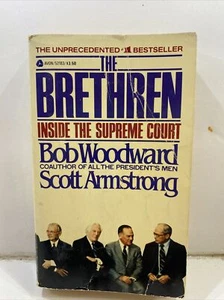 THE UNPRECEDENTED #1 BESTSELLER
THE
BRETHREN
INSIDE THE SUPREME COURT
Bob Woodward
COAUTHOR OF ALL THE PRESIDENT'S MEN
Scott Armstrong